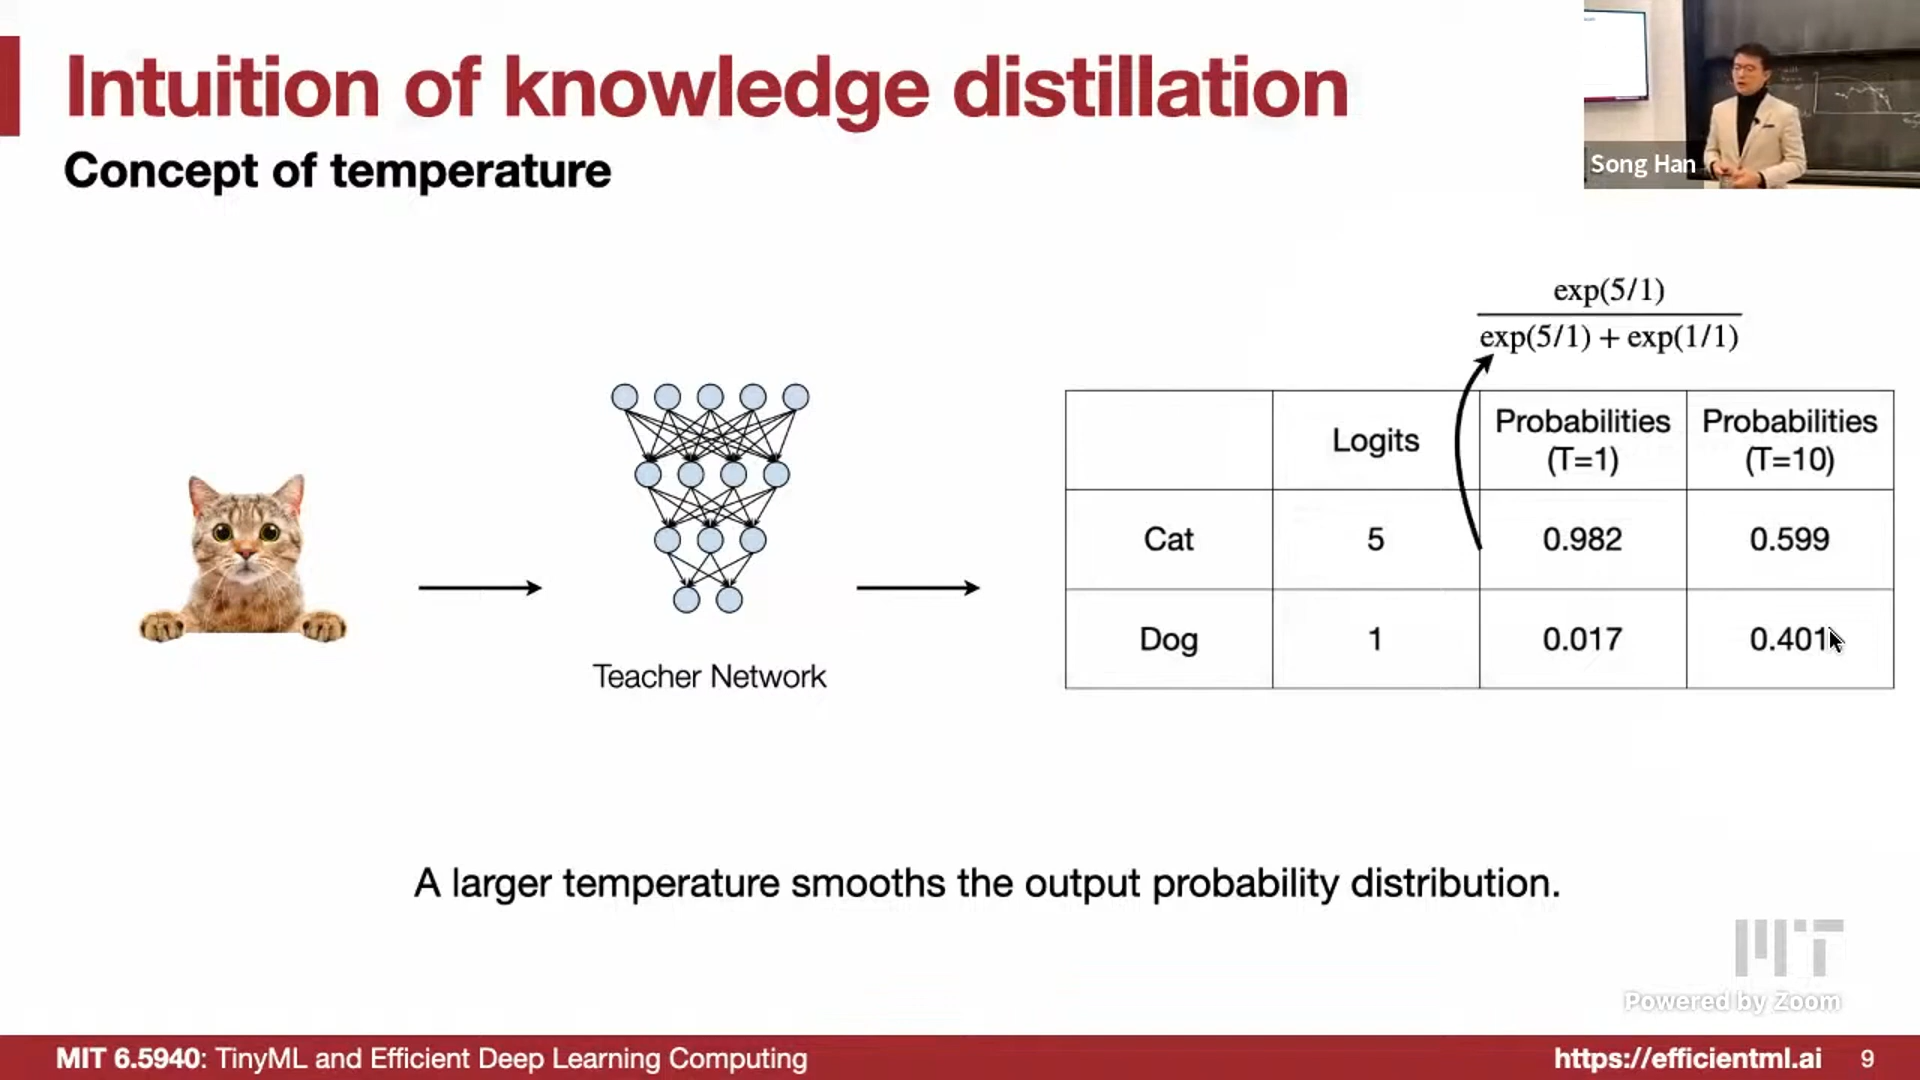 Intuition of knowledge distillation
Concept of temperature
Song Han
exp(5/1)
exp(5/1) + exp(1/1)
Logits
Probabilities
(T=1)
Probabilities
(T=10)
Cat 5 0.982 0.599
Dog 1 0.017 0.401
Teacher Network
A larger temperature smooths the output probability distribution.
MIT
Powered by Zoom
MIT 6.5940: TinyML and Efficient Deep Learning Computing
https://efficientml.ai 9